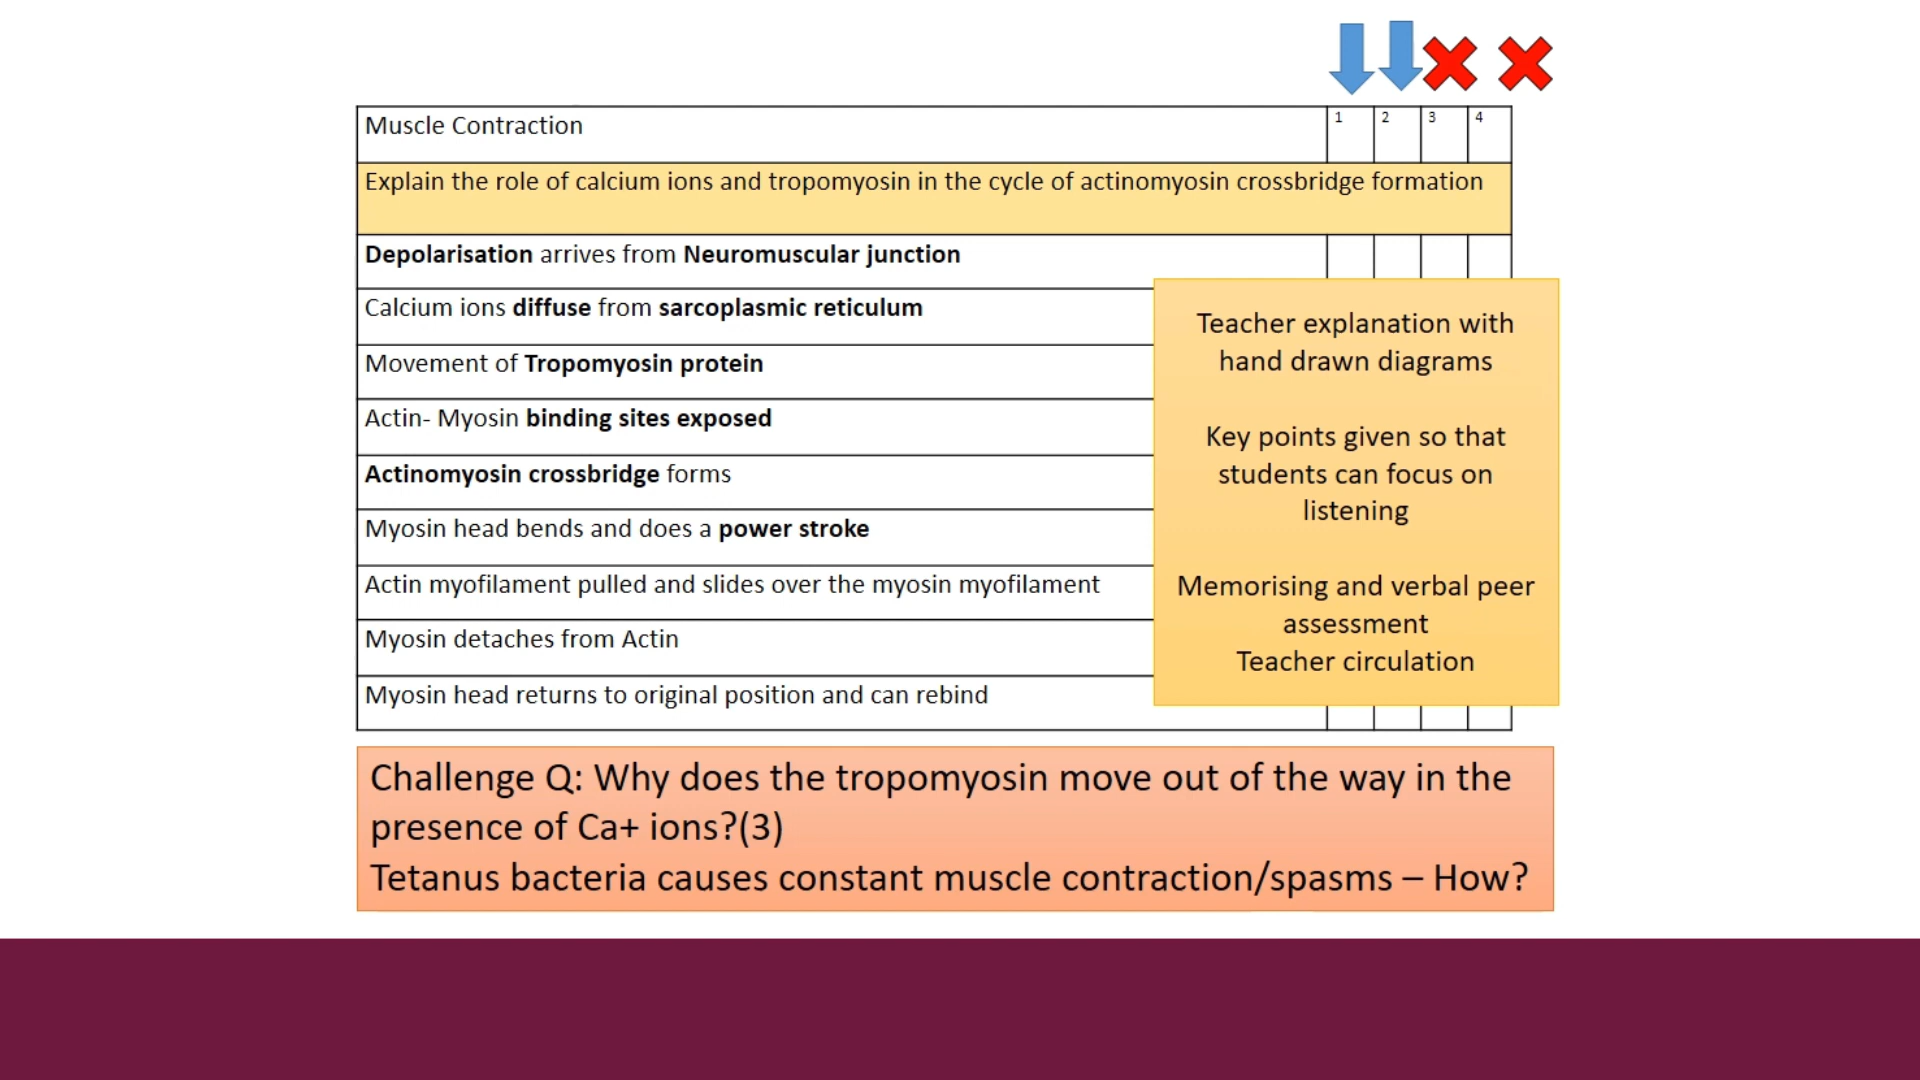 Muscle Contraction
1 2 3 4
Explain the role of calcium ions and tropomyosin in the cycle of actinomyosin crossbridge formation
Depolarisation arrives from Neuromuscular junction
Calcium ions diffuse from sarcoplasmic reticulum
Movement of Tropomyosin protein
Actin- Myosin binding sites exposed
Actinomyosin crossbridge forms
Myosin head bends and does a power stroke
Actin myofilament pulled and slides over the myosin myofilament
Myosin detaches from Actin
Myosin head returns to original position and can rebind
Teacher explanation with
hand drawn diagrams
Key points given so that
students can focus on
listening
Memorising and verbal peer
assessment
Teacher circulation
Challenge Q: Why does the tropomyosin move out of the way in the
presence of Ca+ ions?(3)
Tetanus bacteria causes constant muscle contraction/spasms – How?